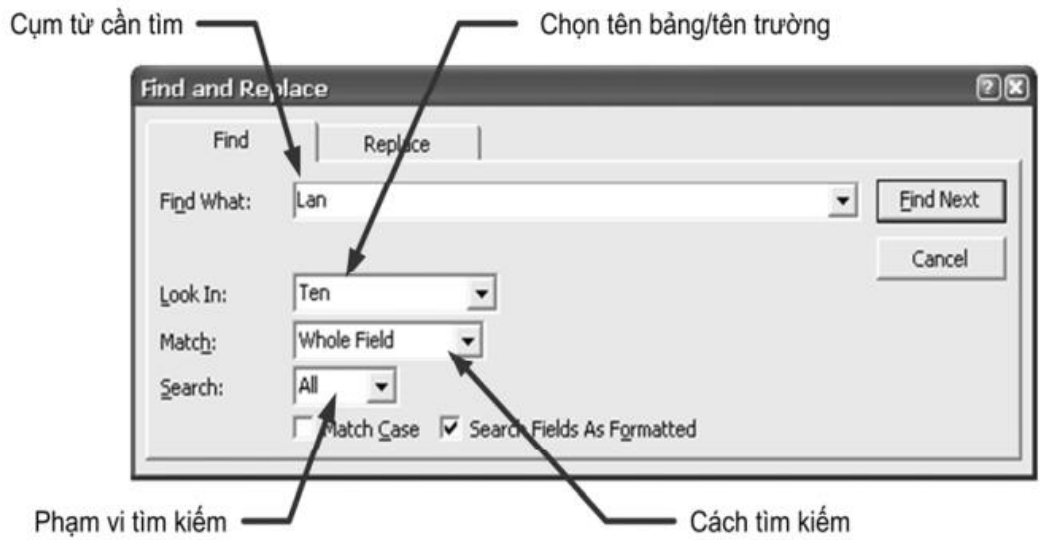 Cụm từ cần tìm
Chọn tên bảng/tên trường
Find and Replace
Find
Replace
Find What:
Lan
Find Next
Cancel
Look In:
Ten
Match:
Whole Field
Search:
All
Match Case
Search Fields As Formatted
Phạm vi tìm kiếm
Cách tìm kiếm